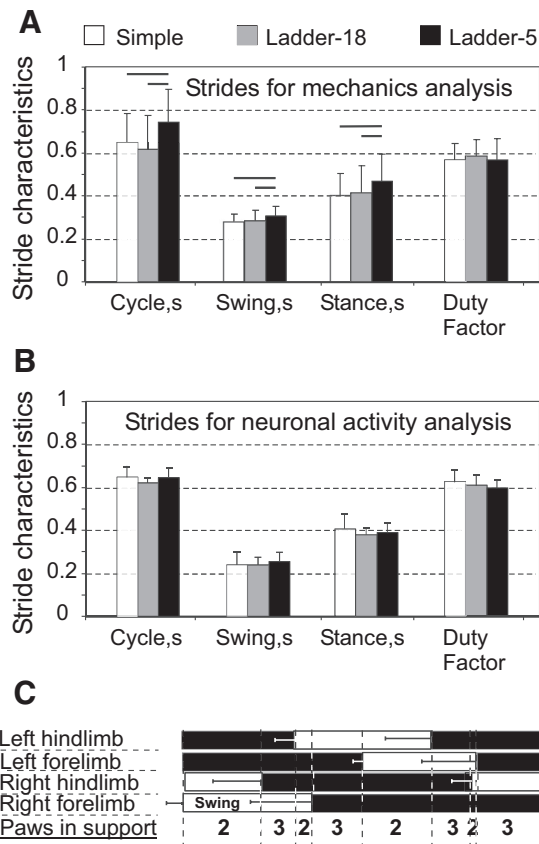 A
Simple Ladder-18 Ladder-5
Strides for mechanics analysis
Stride characteristics
1
0.8
0.6
0.4
0.2
0
Cycle,s Swing,s Stance,s Duty Factor
B
Strides for neuronal activity analysis
Stride characteristics
1
0.8
0.6
0.4
0.2
0
Cycle,s Swing,s Stance,s Duty Factor
C
Left hindlimb
Left forelimb
Right hindlimb
Right forelimb Swing
Paws in support 2 3 2 3 2 3 2 3